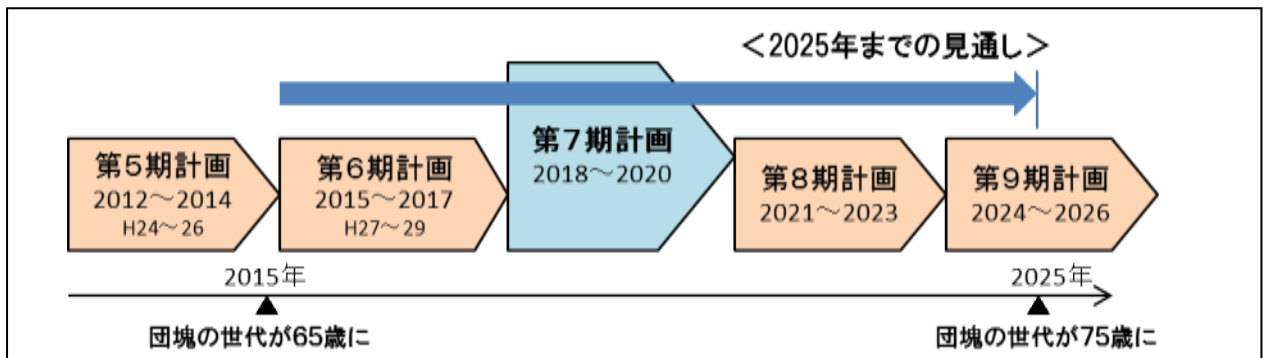 ＜2025年までの見通し＞
第5期計画
2012～2014
H24～26
第6期計画
2015～2017
H27～29
第7期計画
2018～2020
第8期計画
2021～2023
第9期計画
2024～2026
2015年
2025年
団塊の世代が65歳に
団塊の世代が75歳に